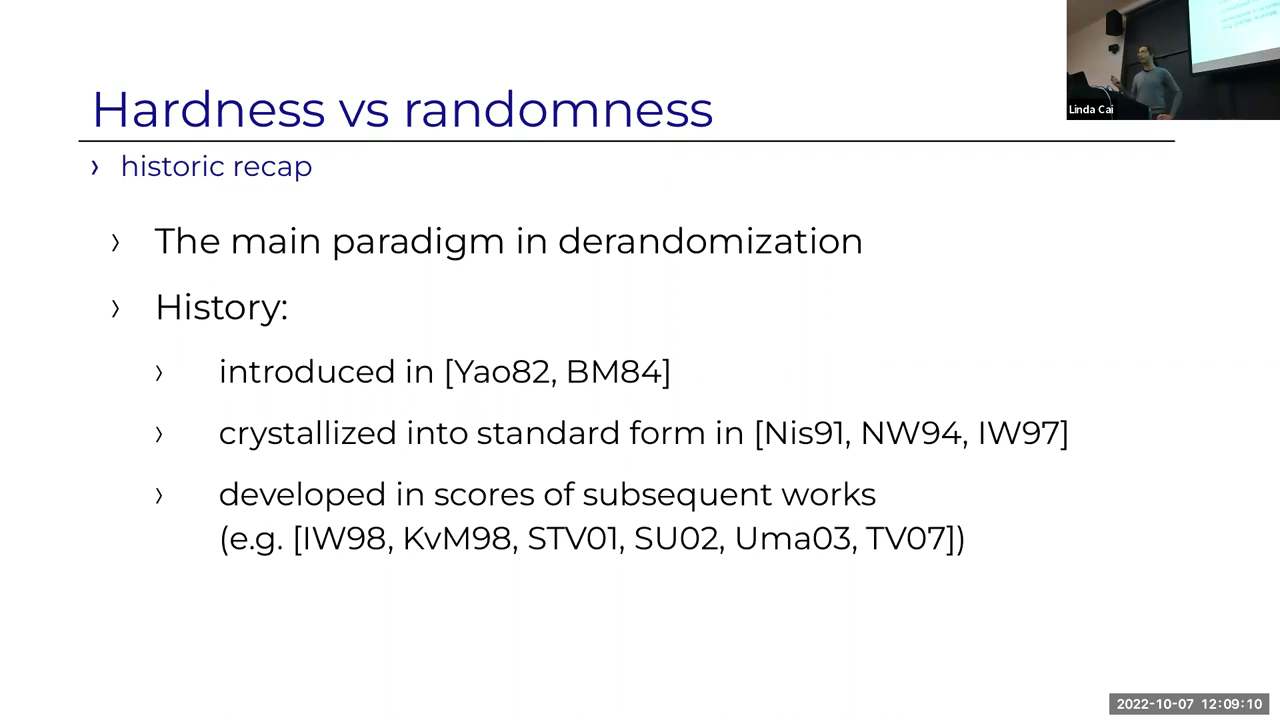 Hardness vs randomness
› historic recap
› The main paradigm in derandomization
› History:
› introduced in [Yao82, BM84]
› crystallized into standard form in [Nis91, NW94, IW97]
› developed in scores of subsequent works
(e.g. [IW98, KvM98, STV01, SU02, Uma03, TV07])
Linda Cai
2022-10-07 12:09:10